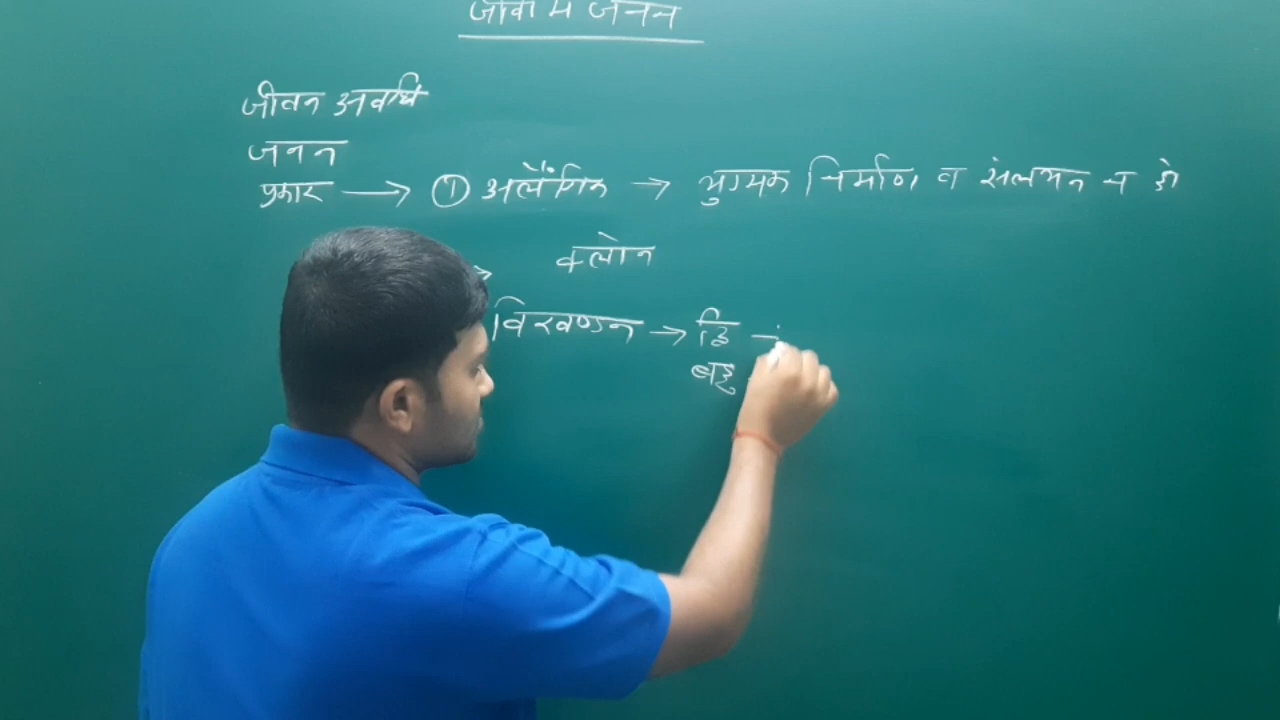 जीवों में जनन
जीवन अवधि
जनन
प्रकार → ① अलैंगिक → युग्मक निर्माण व संलयन न हो
→ क्लोन
विखण्डन → द्वि →
बहु